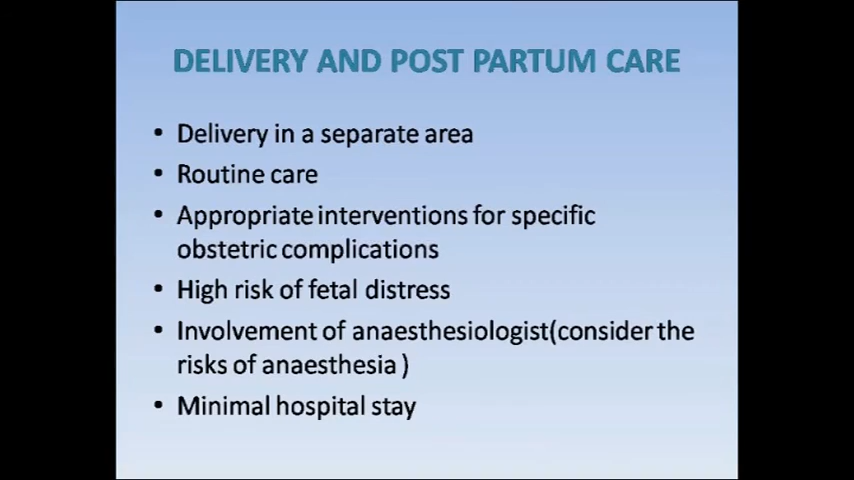 DELIVERY AND POST PARTUM CARE
• Delivery in a separate area
• Routine care
• Appropriate interventions for specific
obstetric complications
• High risk of fetal distress
• Involvement of anaesthesiologist(consider the
risks of anaesthesia )
• Minimal hospital stay